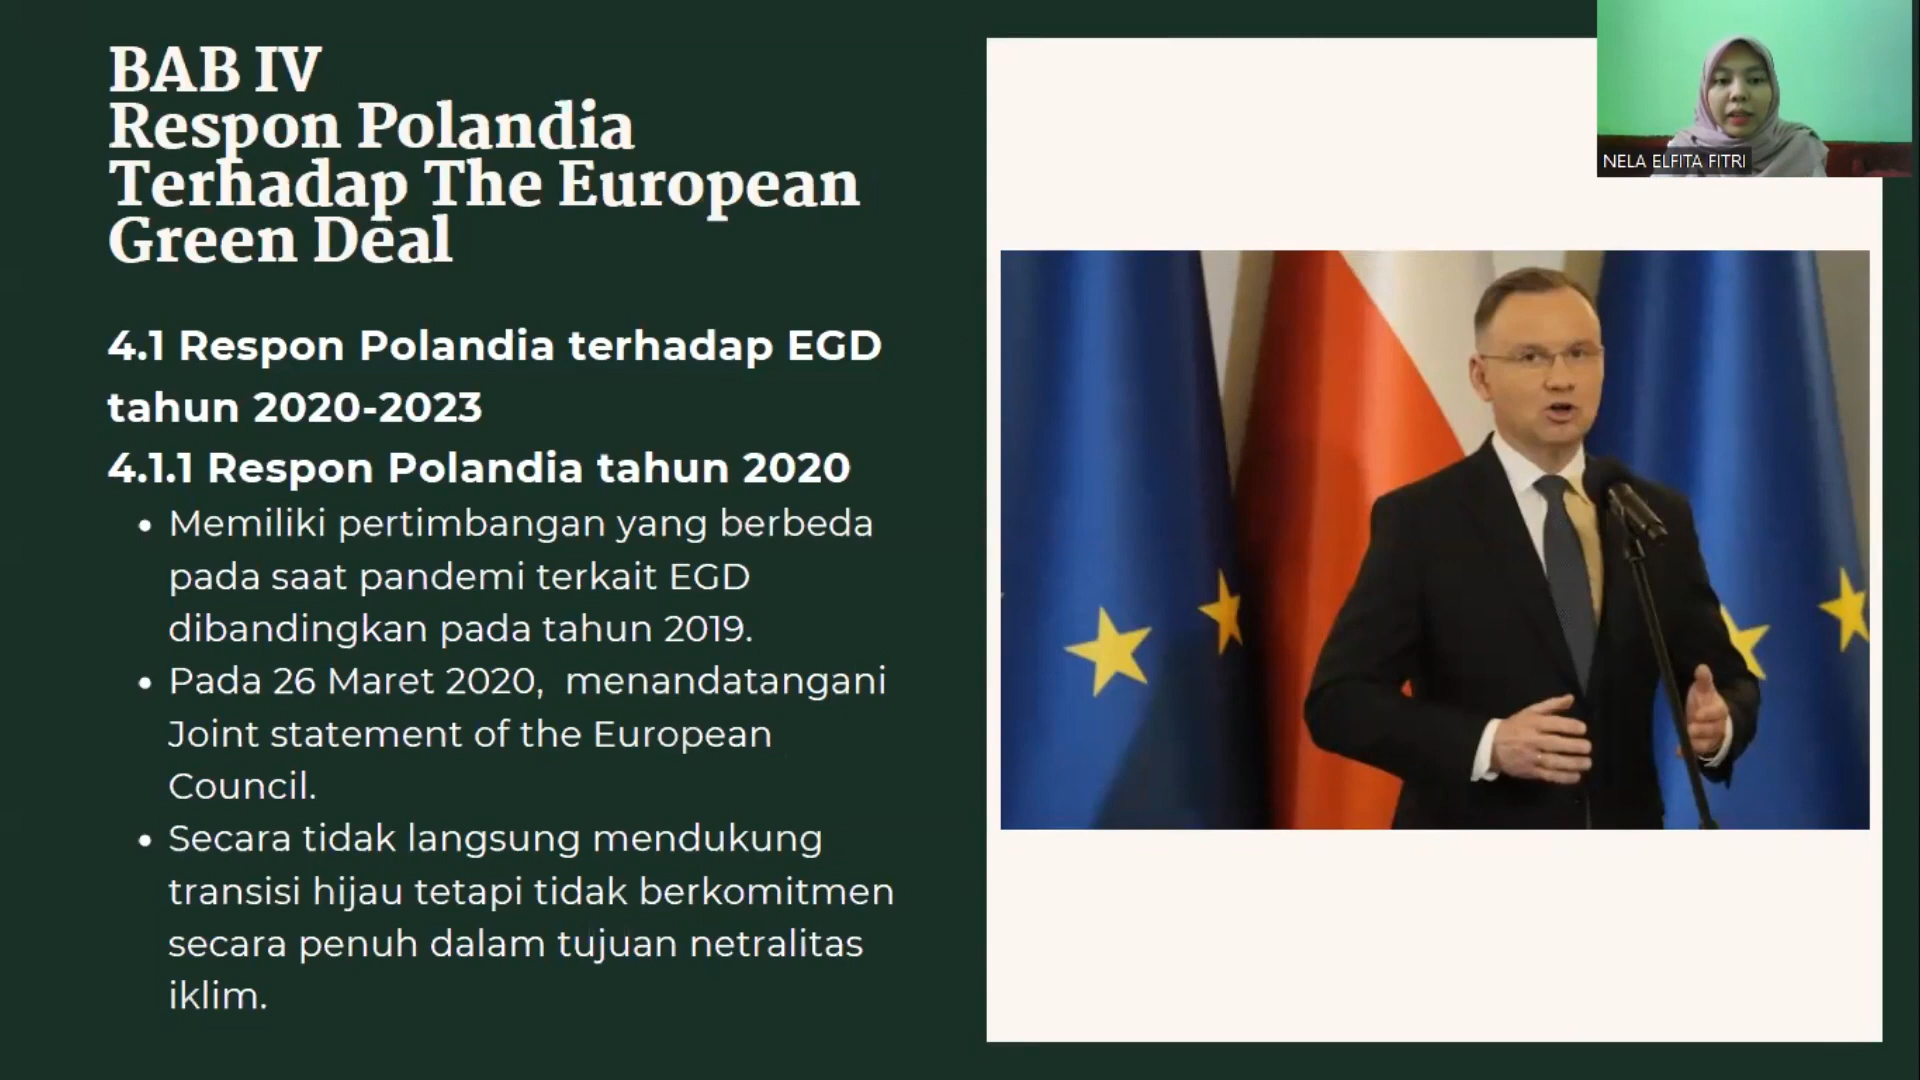 BAB IV
Respon Polandia
Terhadap The European
Green Deal
4.1 Respon Polandia terhadap EGD
tahun 2020-2023
4.1.1 Respon Polandia tahun 2020
• Memiliki pertimbangan yang berbeda
pada saat pandemi terkait EGD
dibandingkan pada tahun 2019.
• Pada 26 Maret 2020,  menandatangani
Joint statement of the European
Council.
• Secara tidak langsung mendukung
transisi hijau tetapi tidak berkomitmen
secara penuh dalam tujuan netralitas
iklim.
NELA ELFITA FITRI